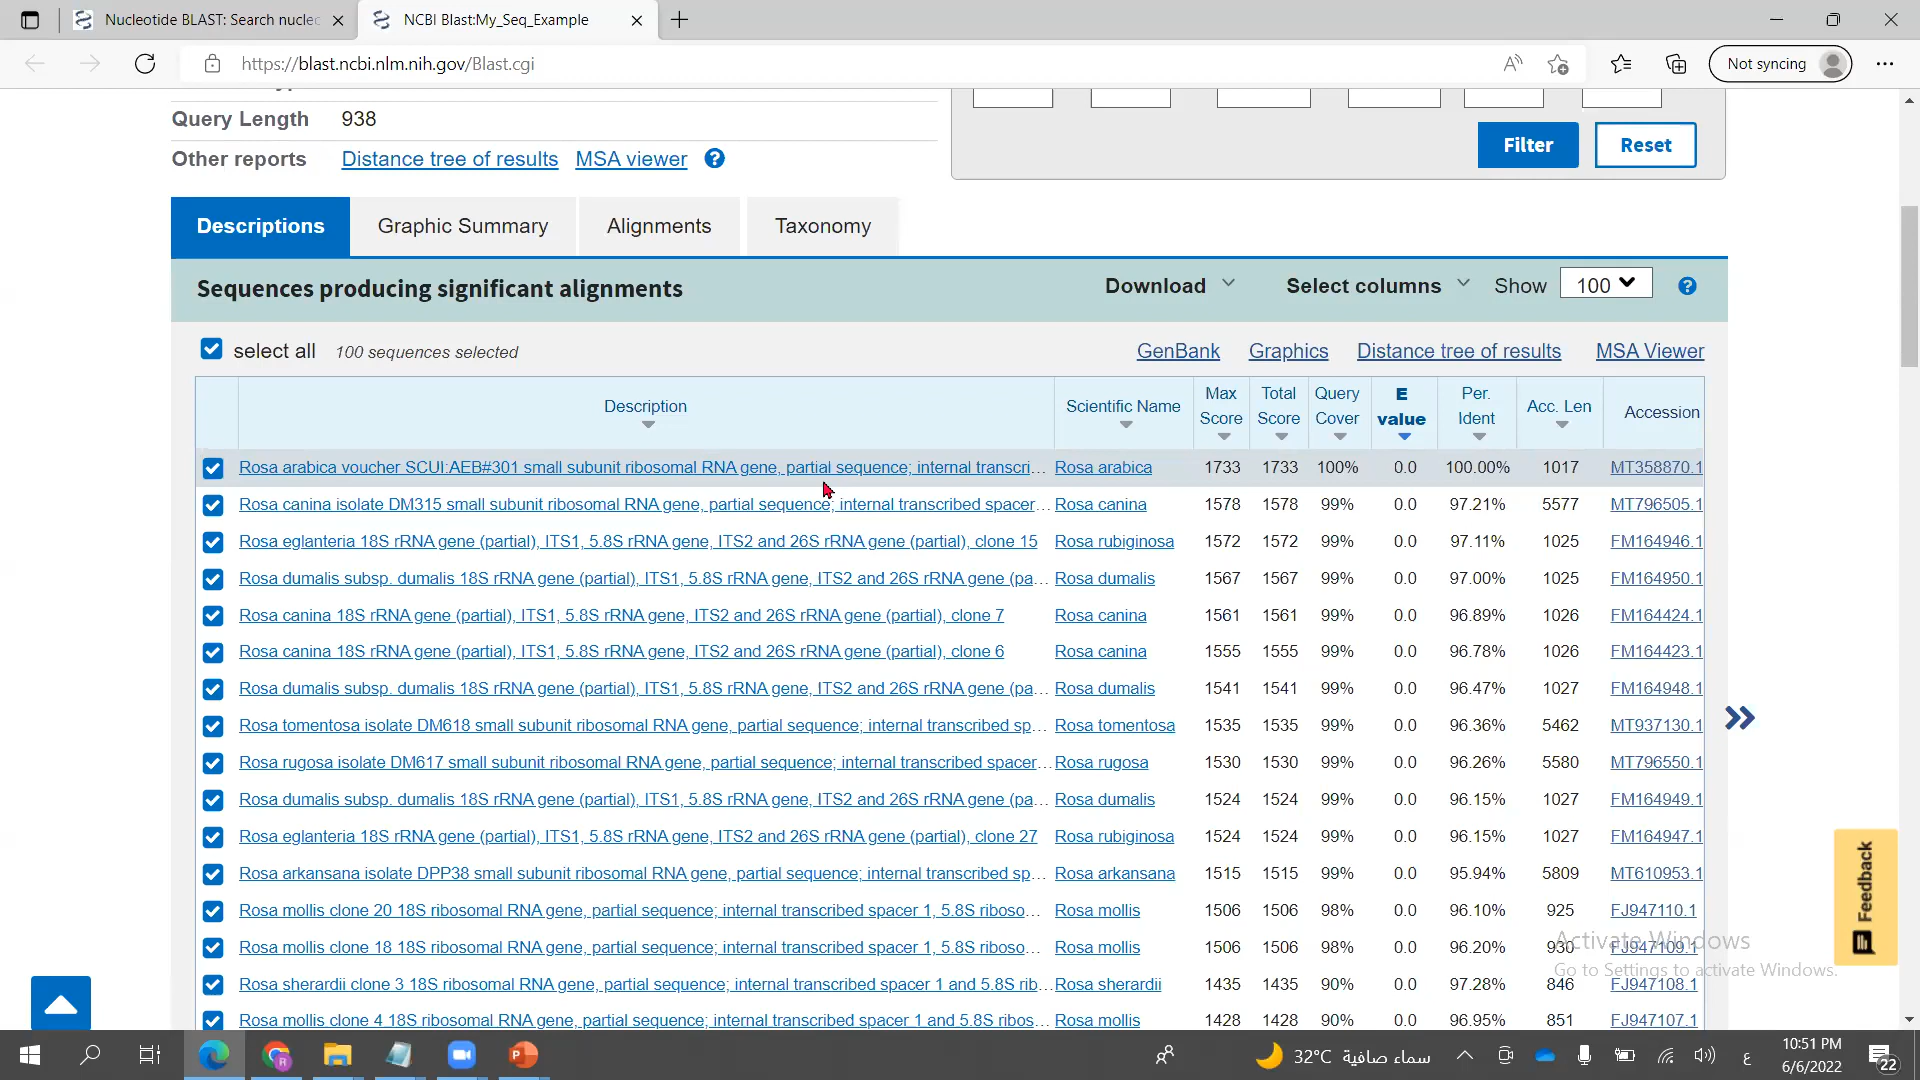 Nucleotide BLAST: Search nucleo
NCBI Blast:My_Seq_Example
https://blast.ncbi.nlm.nih.gov/Blast.cgi
Not syncing
Query Length 938
Other reports Distance tree of results MSA viewer ?
Filter Reset
Descriptions Graphic Summary Alignments Taxonomy
Sequences producing significant alignments Download Select columns Show 100 ?
select all 100 sequences selected GenBank Graphics Distance tree of results MSA Viewer
Description Scientific Name Max Score Total Score Query Cover E value Per. Ident Acc. Len Accession
Rosa arabica voucher SCUI:AEB#301 small subunit ribosomal RNA gene, partial sequence; internal transcri... Rosa arabica 1733 1733 100% 0.0 100.00% 1017 MT358870.1
Rosa canina isolate DM315 small subunit ribosomal RNA gene, partial sequence; internal transcribed spacer... Rosa canina 1578 1578 99% 0.0 97.21% 5577 MT796505.1
Rosa eglanteria 18S rRNA gene (partial), ITS1, 5.8S rRNA gene, ITS2 and 26S rRNA gene (partial), clone 15 Rosa rubiginosa 1572 1572 99% 0.0 97.11% 1025 FM164946.1
Rosa dumalis subsp. dumalis 18S rRNA gene (partial), ITS1, 5.8S rRNA gene, ITS2 and 26S rRNA gene (pa... Rosa dumalis 1567 1567 99% 0.0 97.00% 1025 FM164950.1
Rosa canina 18S rRNA gene (partial), ITS1, 5.8S rRNA gene, ITS2 and 26S rRNA gene (partial), clone 7 Rosa canina 1561 1561 99% 0.0 96.89% 1026 FM164424.1
Rosa canina 18S rRNA gene (partial), ITS1, 5.8S rRNA gene, ITS2 and 26S rRNA gene (partial), clone 6 Rosa canina 1555 1555 99% 0.0 96.78% 1026 FM164423.1
Rosa dumalis subsp. dumalis 18S rRNA gene (partial), ITS1, 5.8S rRNA gene, ITS2 and 26S rRNA gene (pa... Rosa dumalis 1541 1541 99% 0.0 96.47% 1027 FM164948.1
Rosa tomentosa isolate DM618 small subunit ribosomal RNA gene, partial sequence; internal transcribed sp... Rosa tomentosa 1535 1535 99% 0.0 96.36% 5462 MT937130.1
Rosa rugosa isolate DM617 small subunit ribosomal RNA gene, partial sequence; internal transcribed spacer... Rosa rugosa 1530 1530 99% 0.0 96.26% 5580 MT796550.1
Rosa dumalis subsp. dumalis 18S rRNA gene (partial), ITS1, 5.8S rRNA gene, ITS2 and 26S rRNA gene (pa... Rosa dumalis 1524 1524 99% 0.0 96.15% 1027 FM164949.1
Rosa eglanteria 18S rRNA gene (partial), ITS1, 5.8S rRNA gene, ITS2 and 26S rRNA gene (partial), clone 27 Rosa rubiginosa 1524 1524 99% 0.0 96.15% 1027 FM164947.1
Rosa arkansana isolate DPP38 small subunit ribosomal RNA gene, partial sequence; internal transcribed sp... Rosa arkansana 1515 1515 99% 0.0 95.94% 5809 MT610953.1
Rosa mollis clone 20 18S ribosomal RNA gene, partial sequence; internal transcribed spacer 1, 5.8S riboso... Rosa mollis 1506 1506 98% 0.0 96.10% 925 FJ947110.1
Rosa mollis clone 18 18S ribosomal RNA gene, partial sequence; internal transcribed spacer 1, 5.8S riboso... Rosa mollis 1506 1506 98% 0.0 96.20% 930 FJ947109.1
Rosa sherardii clone 3 18S ribosomal RNA gene, partial sequence; internal transcribed spacer 1 and 5.8S rib... Rosa sherardii 1435 1435 90% 0.0 97.28% 846 FJ947108.1
Rosa mollis clone 4 18S ribosomal RNA gene, partial sequence; internal transcribed spacer 1 and 5.8S ribos... Rosa mollis 1428 1428 90% 0.0 96.95% 851 FJ947107.1
Feedback
Activate Windows
Go to Settings to activate Windows.
32°C سماء صافية ع 10:51 PM
6/6/2022 22